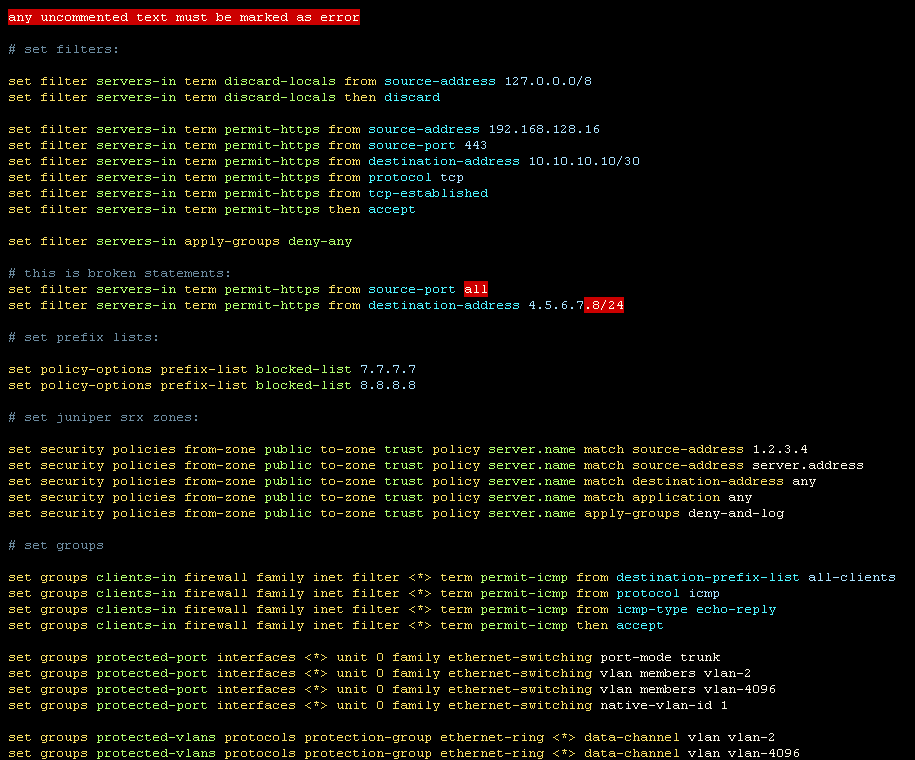 any uncommented text must be marked as error
# set filters:
set filter servers-in term discard-locals from source-address 127.0.0.0/8
set filter servers-in term discard-locals then discard
set filter servers-in term permit-https from source-address 192.168.128.16
set filter servers-in term permit-https from source-port 443
set filter servers-in term permit-https from destination-address 10.10.10.10/30
set filter servers-in term permit-https from protocol tcp
set filter servers-in term permit-https from tcp-established
set filter servers-in term permit-https then accept
set filter servers-in apply-groups deny-any
# this is broken statements:
set filter servers-in term permit-https from source-port all
set filter servers-in term permit-https from destination-address 4.5.6.7.8/24
# set prefix lists:
set policy-options prefix-list blocked-list 7.7.7.7
set policy-options prefix-list blocked-list 8.8.8.8
# set juniper srx zones:
set security policies from-zone public to-zone trust policy server.name match source-address 1.2.3.4
set security policies from-zone public to-zone trust policy server.name match source-address server.address
set security policies from-zone public to-zone trust policy server.name match destination-address any
set security policies from-zone public to-zone trust policy server.name match application any
set security policies from-zone public to-zone trust policy server.name apply-groups deny-and-log
# set groups
set groups clients-in firewall family inet filter <*> term permit-icmp from destination-prefix-list all-clients
set groups clients-in firewall family inet filter <*> term permit-icmp from protocol icmp
set groups clients-in firewall family inet filter <*> term permit-icmp from icmp-type echo-reply
set groups clients-in firewall family inet filter <*> term permit-icmp then accept
set groups protected-port interfaces <*> unit 0 family ethernet-switching port-mode trunk
set groups protected-port interfaces <*> unit 0 family ethernet-switching vlan members vlan-2
set groups protected-port interfaces <*> unit 0 family ethernet-switching vlan members vlan-4096
set groups protected-port interfaces <*> unit 0 family ethernet-switching native-vlan-id 1
set groups protected-vlans protocols protection-group ethernet-ring <*> data-channel vlan vlan-2
set groups protected-vlans protocols protection-group ethernet-ring <*> data-channel vlan vlan-4096